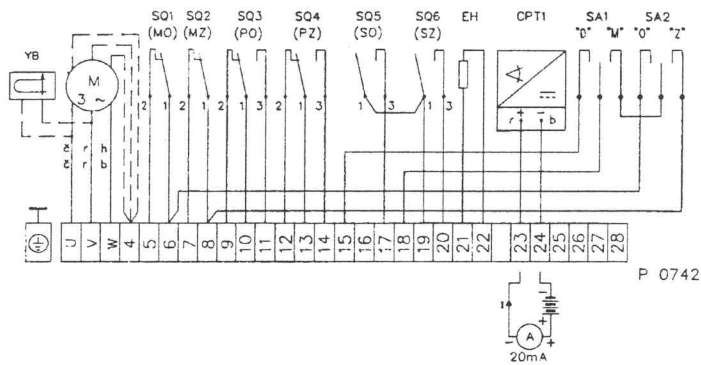 SQ1 SQ2 SQ3 SQ4 SQ5 SQ6 EH CPT1 SA1 SA2
(MO) (MZ) (PO) (PZ) (SO) (SZ) "D" "M" "O" "Z"
YB
M
3 ~
2 1 2 1 2 1 3 2 1 3 1 3 1 3
r + − b
č r h
č r b
U V W 4 5 6 7 8 9 10 11 12 13 14 15 16 17 18 19 20 21 22 23 24 25 26 27 28
P 0742
I
−
+
− A +
20mA